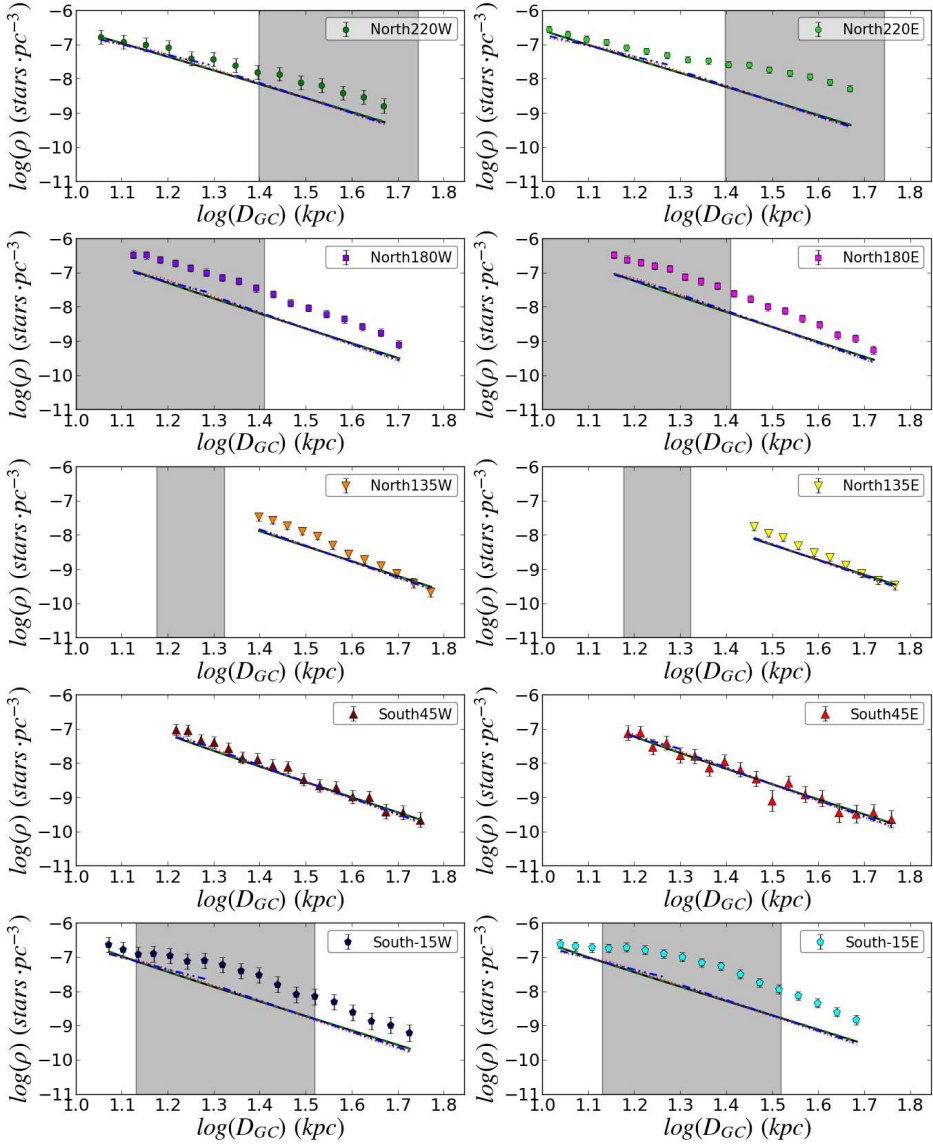 North220W
−6
−7
−8
−9
−10
−11
log(ρ) (stars·pc⁻³)
1.0 1.1 1.2 1.3 1.4 1.5 1.6 1.7 1.8
log(D_GC) (kpc)
North220E
−6
−7
−8
−9
−10
−11
log(ρ) (stars·pc⁻³)
1.0 1.1 1.2 1.3 1.4 1.5 1.6 1.7 1.8
log(D_GC) (kpc)
North180W
−6
−7
−8
−9
−10
−11
log(ρ) (stars·pc⁻³)
1.0 1.1 1.2 1.3 1.4 1.5 1.6 1.7 1.8
log(D_GC) (kpc)
North180E
−6
−7
−8
−9
−10
−11
log(ρ) (stars·pc⁻³)
1.0 1.1 1.2 1.3 1.4 1.5 1.6 1.7 1.8
log(D_GC) (kpc)
North135W
−6
−7
−8
−9
−10
−11
log(ρ) (stars·pc⁻³)
1.0 1.1 1.2 1.3 1.4 1.5 1.6 1.7 1.8
log(D_GC) (kpc)
North135E
−6
−7
−8
−9
−10
−11
log(ρ) (stars·pc⁻³)
1.0 1.1 1.2 1.3 1.4 1.5 1.6 1.7 1.8
log(D_GC) (kpc)
South45W
−6
−7
−8
−9
−10
−11
log(ρ) (stars·pc⁻³)
1.0 1.1 1.2 1.3 1.4 1.5 1.6 1.7 1.8
log(D_GC) (kpc)
South45E
−6
−7
−8
−9
−10
−11
log(ρ) (stars·pc⁻³)
1.0 1.1 1.2 1.3 1.4 1.5 1.6 1.7 1.8
log(D_GC) (kpc)
South-15W
−6
−7
−8
−9
−10
−11
log(ρ) (stars·pc⁻³)
1.0 1.1 1.2 1.3 1.4 1.5 1.6 1.7 1.8
log(D_GC) (kpc)
South-15E
−6
−7
−8
−9
−10
−11
log(ρ) (stars·pc⁻³)
1.0 1.1 1.2 1.3 1.4 1.5 1.6 1.7 1.8
log(D_GC) (kpc)